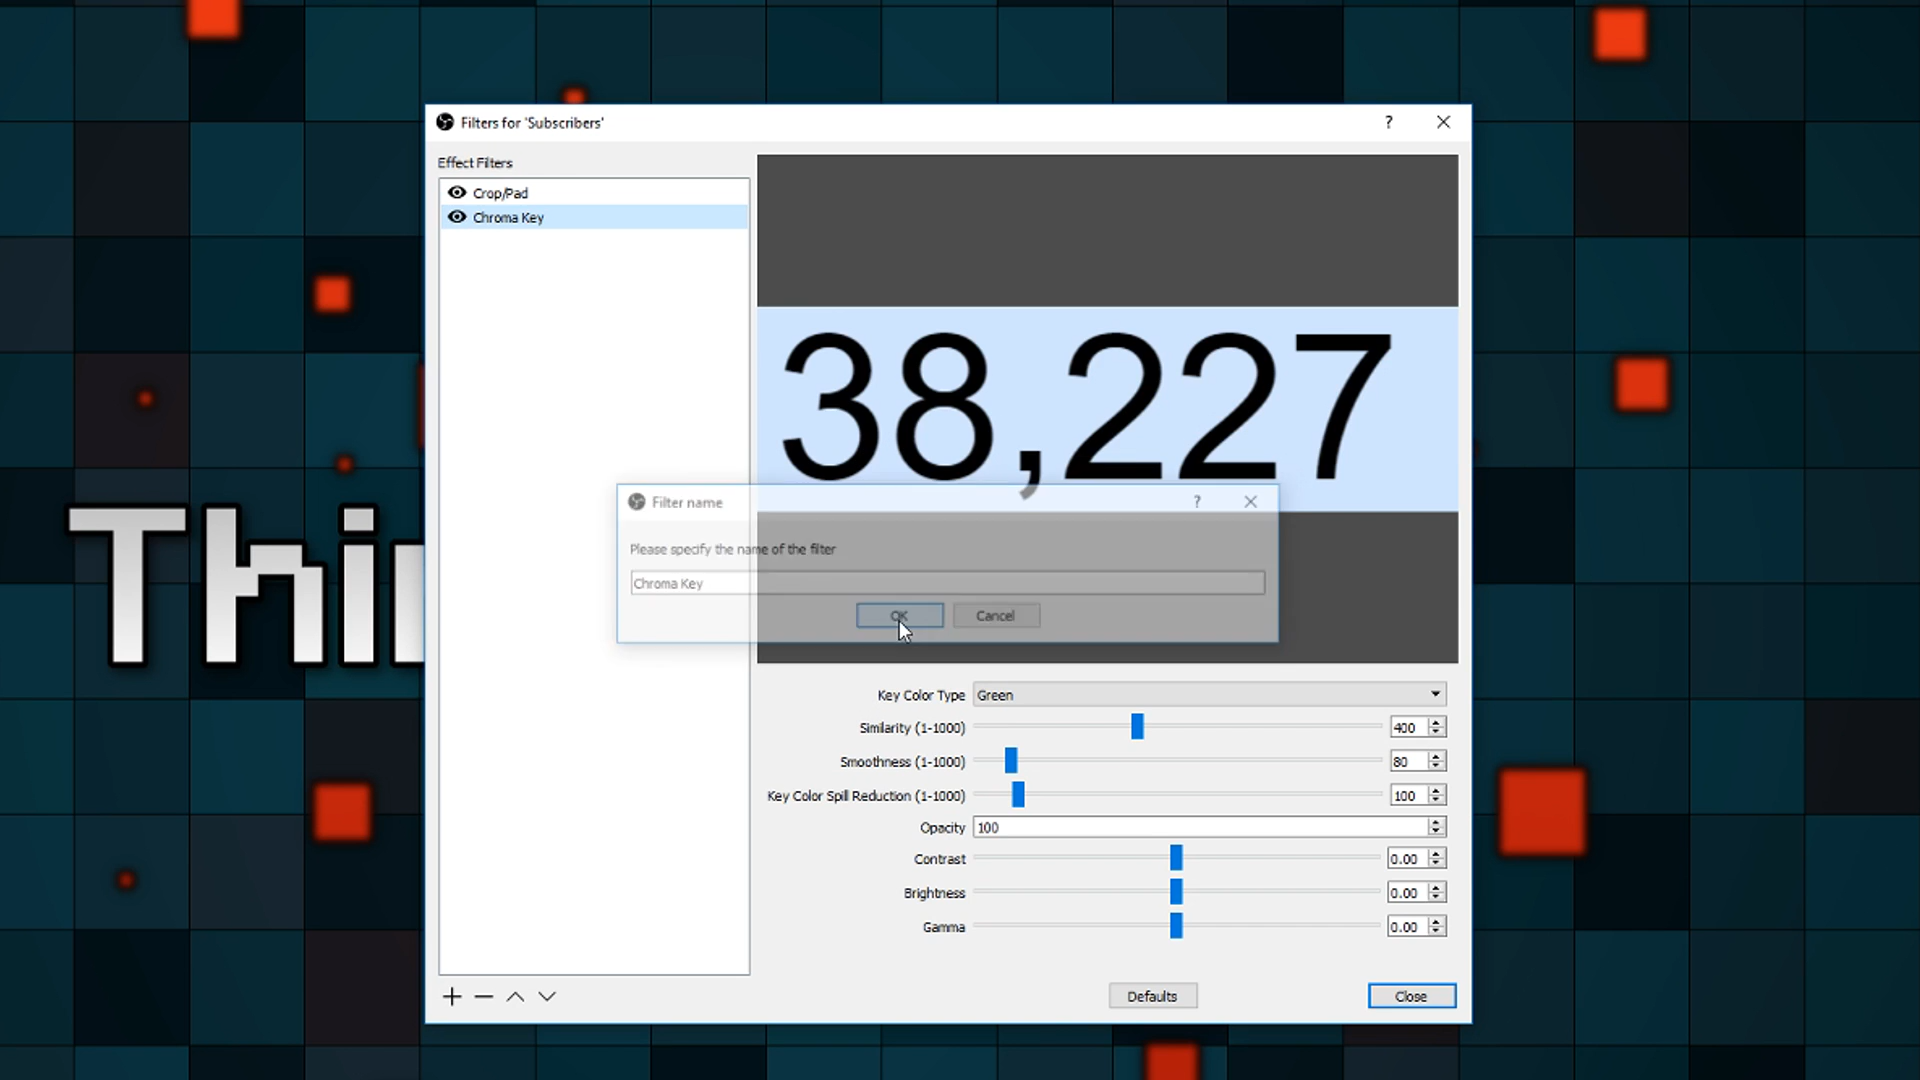 Filters for 'Subscribers'
?
Effect Filters
Crop/Pad
Chroma Key
38,227
Filter name
?
Please specify the name of the filter
Chroma Key
OK
Cancel
Thi
Key Color Type Green
Similarity (1-1000) 400
Smoothness (1-1000) 80
Key Color Spill Reduction (1-1000) 100
Opacity 100
Contrast 0.00
Brightness 0.00
Gamma 0.00
Defaults
Close